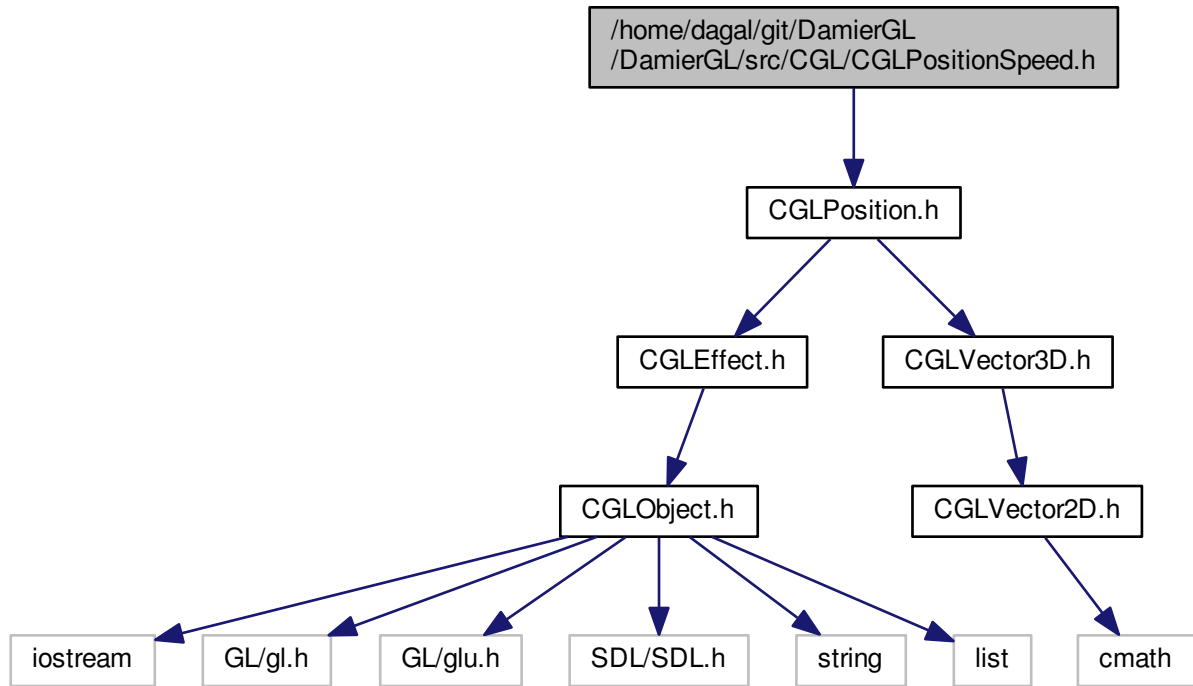 /home/dagal/git/DamierGL
/DamierGL/src/CGL/CGLPositionSpeed.h
CGLPosition.h
CGLEffect.h
CGLVector3D.h
CGLObject.h
CGLVector2D.h
iostream
GL/gl.h
GL/glu.h
SDL/SDL.h
string
list
cmath